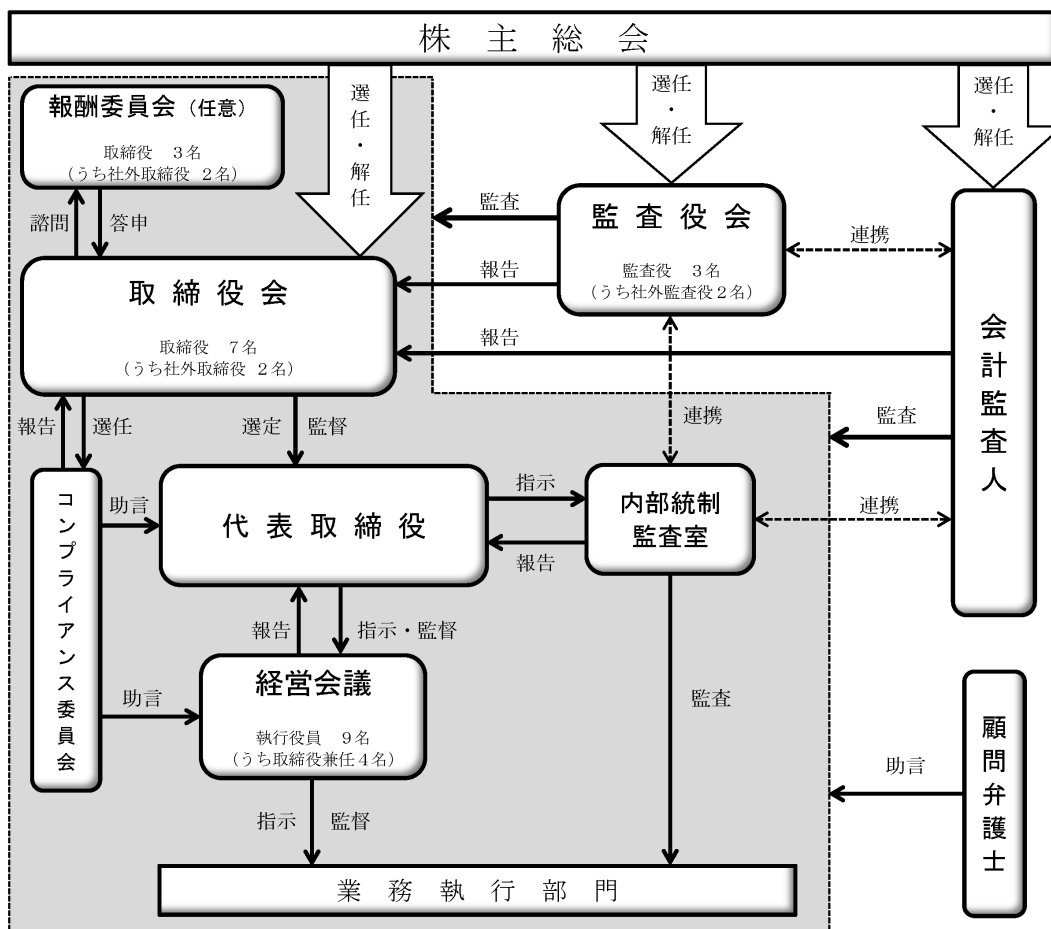 株主総会
選任・解任
選任・解任
選任・解任
報酬委員会（任意）
取締役 3名
（うち社外取締役 2名）
諮問
答申
監査
監査役会
監査役 3名
（うち社外監査役2名）
連携
報告
取締役会
取締役 7名
（うち社外取締役 2名）
報告
会計監査人
報告
選任
選定
監督
連携
監査
コンプライアンス委員会
助言
代表取締役
指示
報告
内部統制
監査室
連携
報告
指示・監督
助言
経営会議
執行役員 9名
（うち取締役兼任4名）
監査
顧問弁護士
助言
指示
監督
業務執行部門